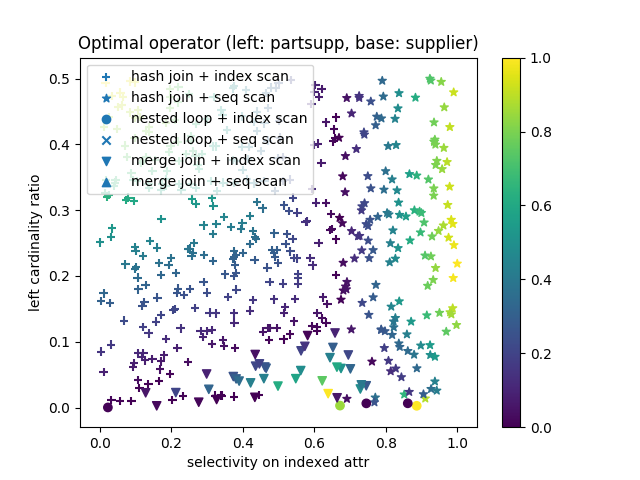 Optimal operator (left: partsupp, base: supplier)
hash join + index scan
hash join + seq scan
nested loop + index scan
nested loop + seq scan
merge join + index scan
merge join + seq scan
left cardinality ratio
0.5
0.4
0.3
0.2
0.1
0.0
0.0 0.2 0.4 0.6 0.8 1.0
selectivity on indexed attr
1.0
0.8
0.6
0.4
0.2
0.0